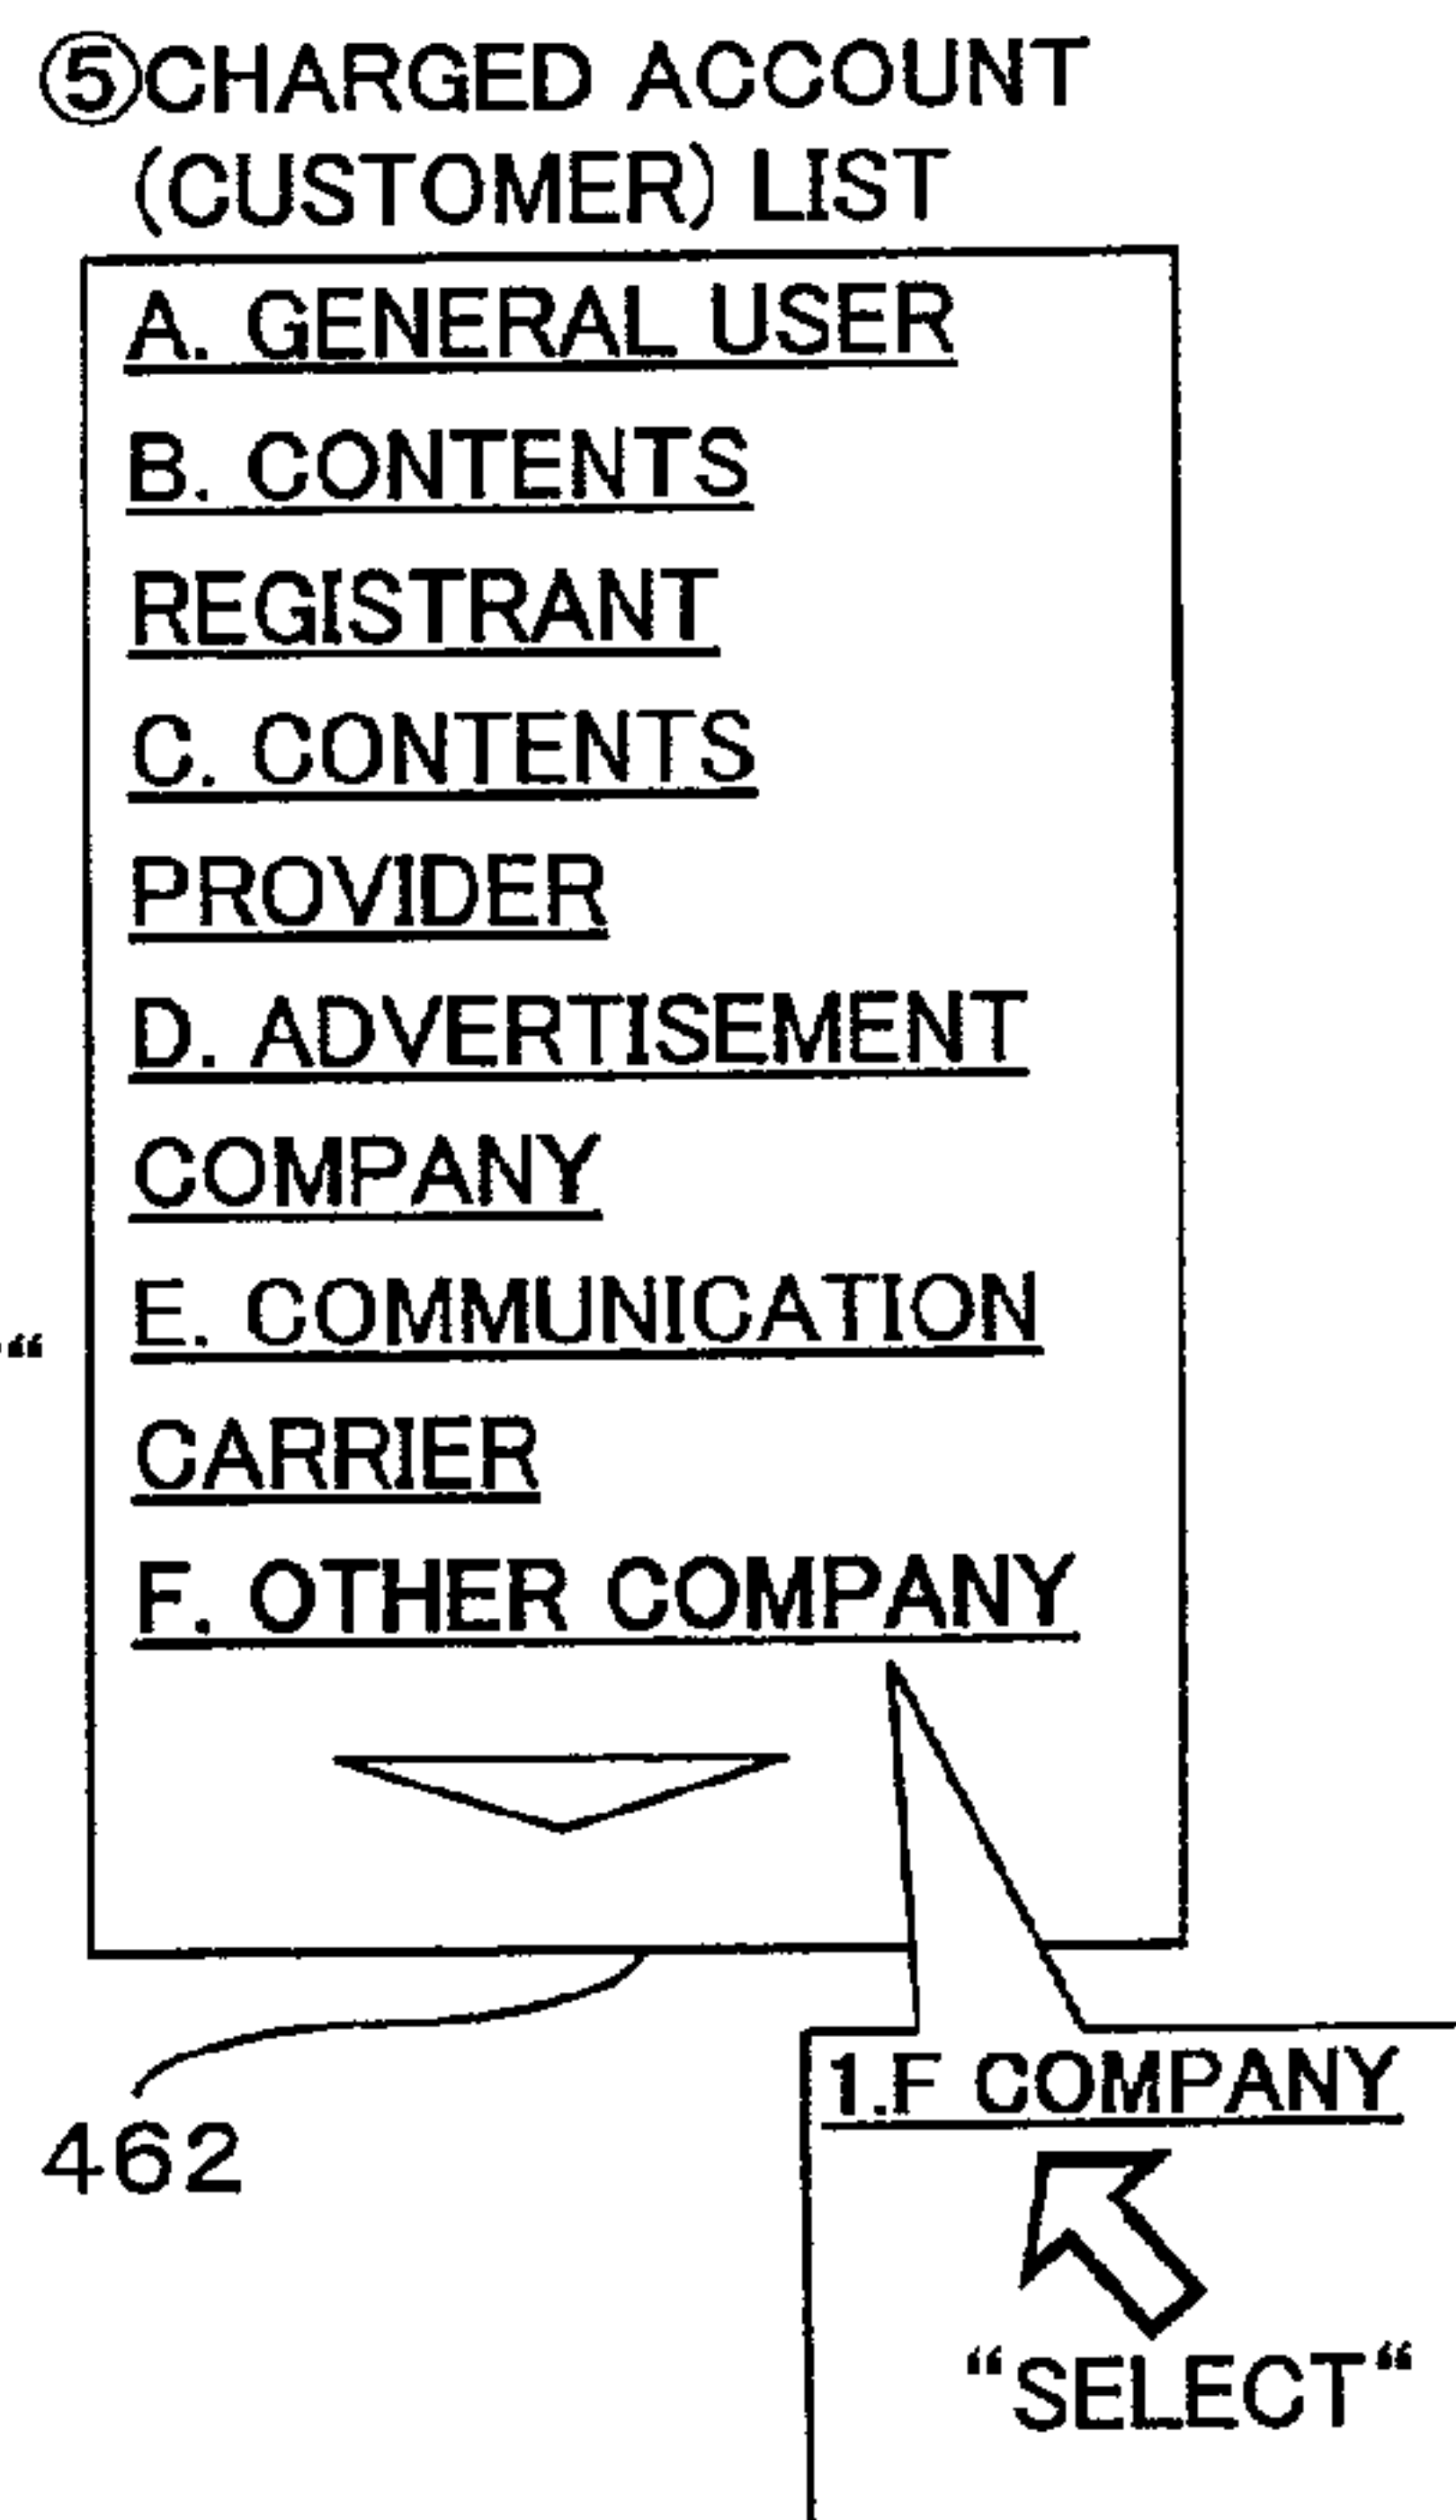 ⑤CHARGED ACCOUNT
(CUSTOMER) LIST
A. GENERAL USER
B. CONTENTS
REGISTRANT
C. CONTENTS
PROVIDER
D. ADVERTISEMENT
COMPANY
E. COMMUNICATION
“
CARRIER
F. OTHER COMPANY
1.F COMPANY
462
“SELECT“